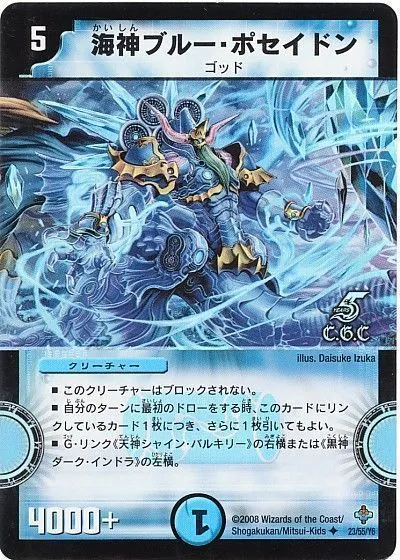 5
かいしん
海神ブルー・ポセイドン
ゴッド
5
YEARS
C.G.C
illus. Daisuke Izuka
クリーチャー
■ このクリーチャーはブロックされない。
■ 自分のターンに最初のドローをする時、このカードにリン
クしているカード1枚につき、さらに1枚引いてもよい。
■ G・リンク《天神シャイン・バルキリー》の右横または《黒神
ダーク・インドラ》の左横。
4000+
1
©2008 Wizards of the Coast/
Shogakukan/Mitsui-Kids
23/55/Y6